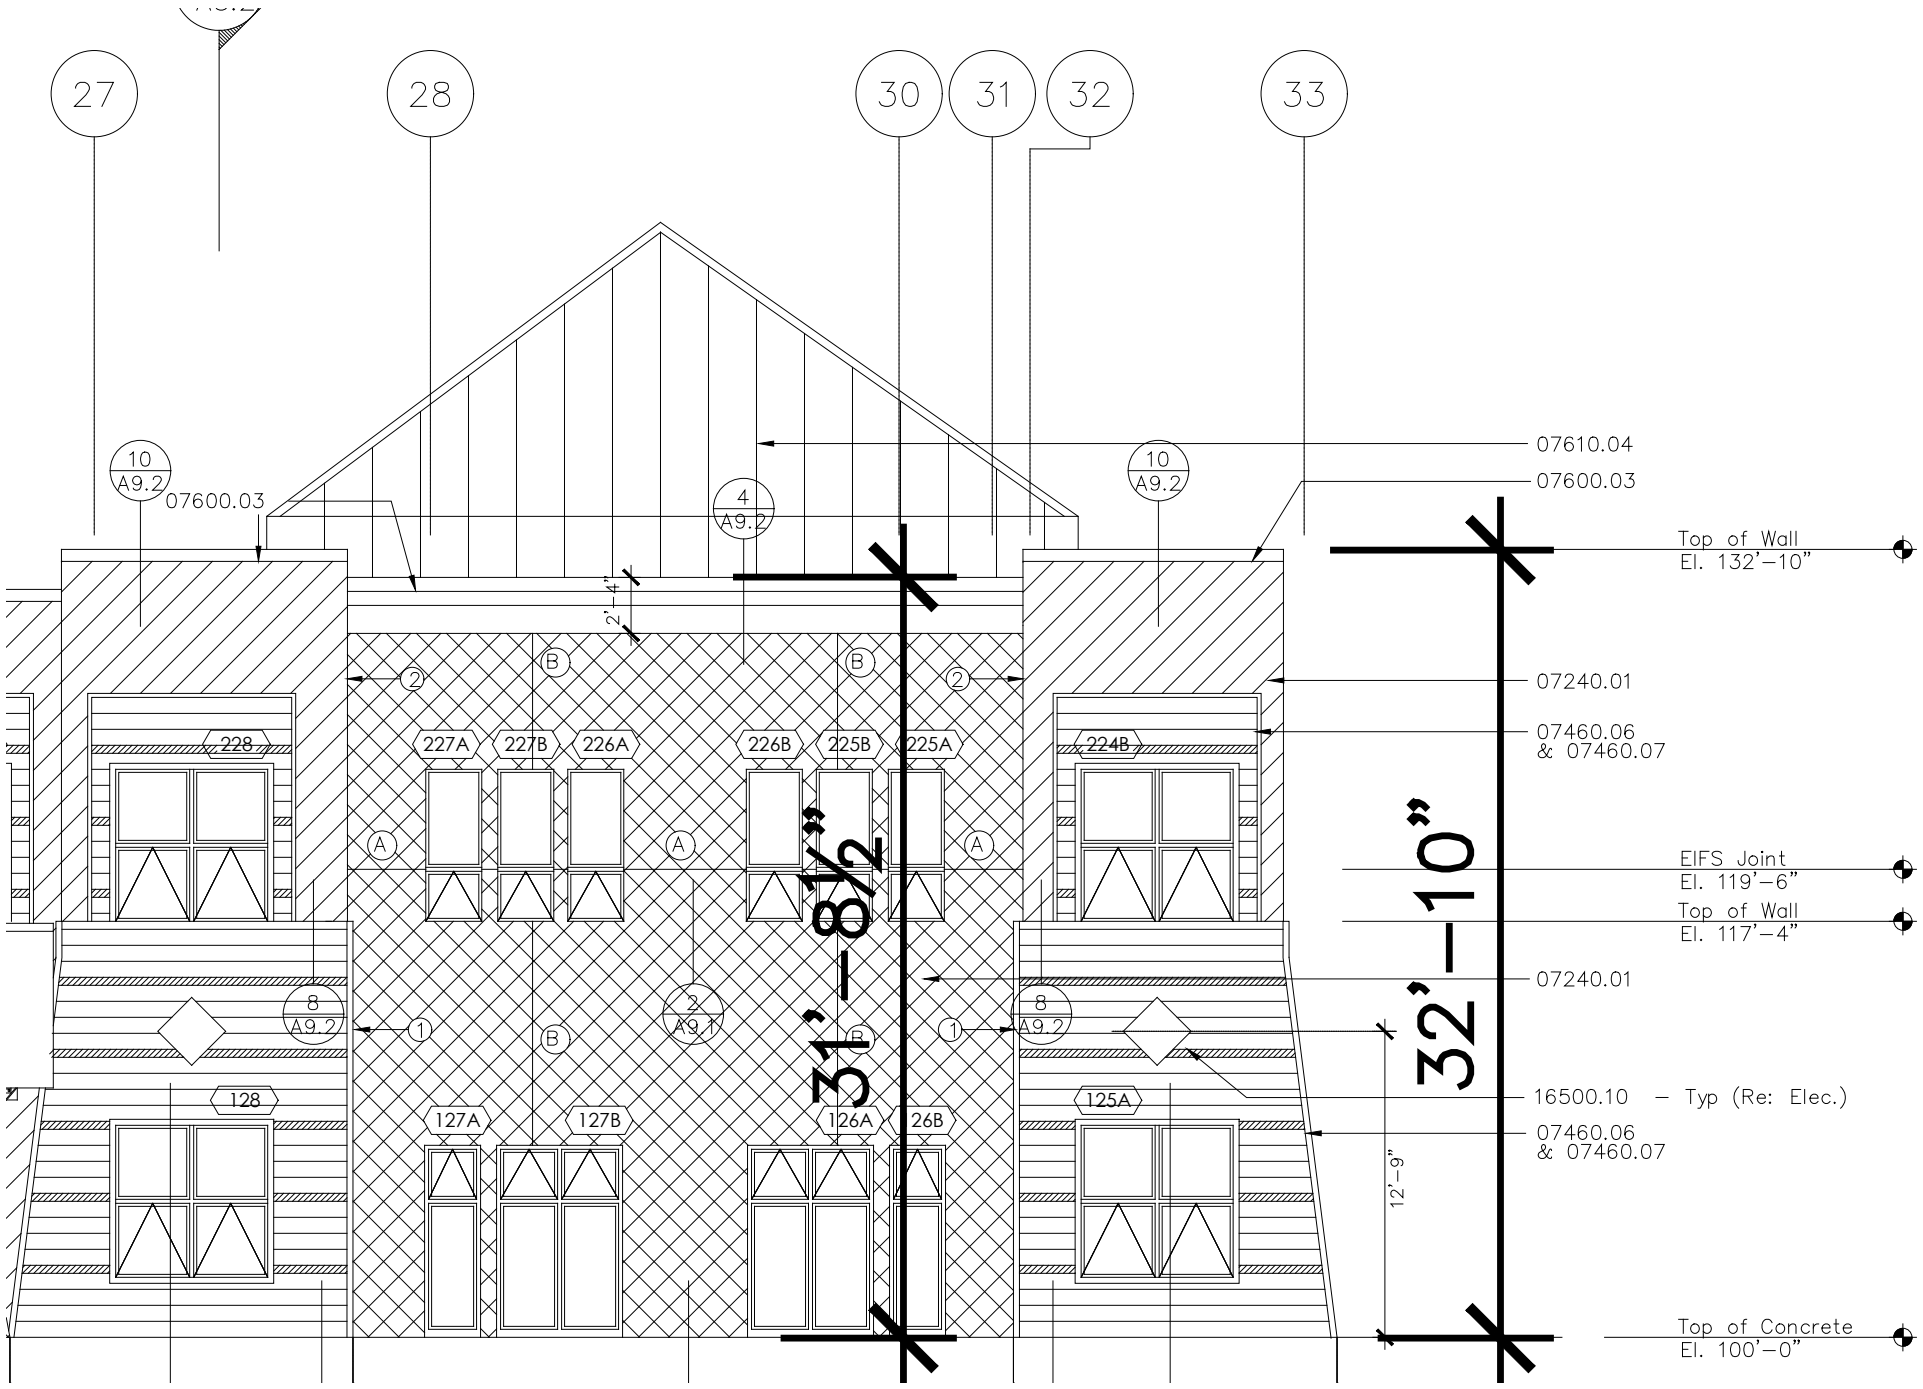 27
28
30
31
32
33
07610.04
10
A9.2
10
A9.2
07600.03
07600.03
4
A9.2
Top of Wall
El. 132'–10"
2'–4"
B
B
2
2
07240.01
07460.06
& 07460.07
228
227A
227B
226A
226B
225B
225A
224B
A
A
A
EIFS Joint
El. 119'–6"
Top of Wall
El. 117'–4"
31'–8½"
32'–10"
07240.01
8
A9.2
2
A9.1
8
A9.2
1
1
B
B
128
125A
16500.10 – Typ (Re: Elec.)
127A
127B
126A
126B
07460.06
& 07460.07
12'–9"
Top of Concrete
El. 100'–0"